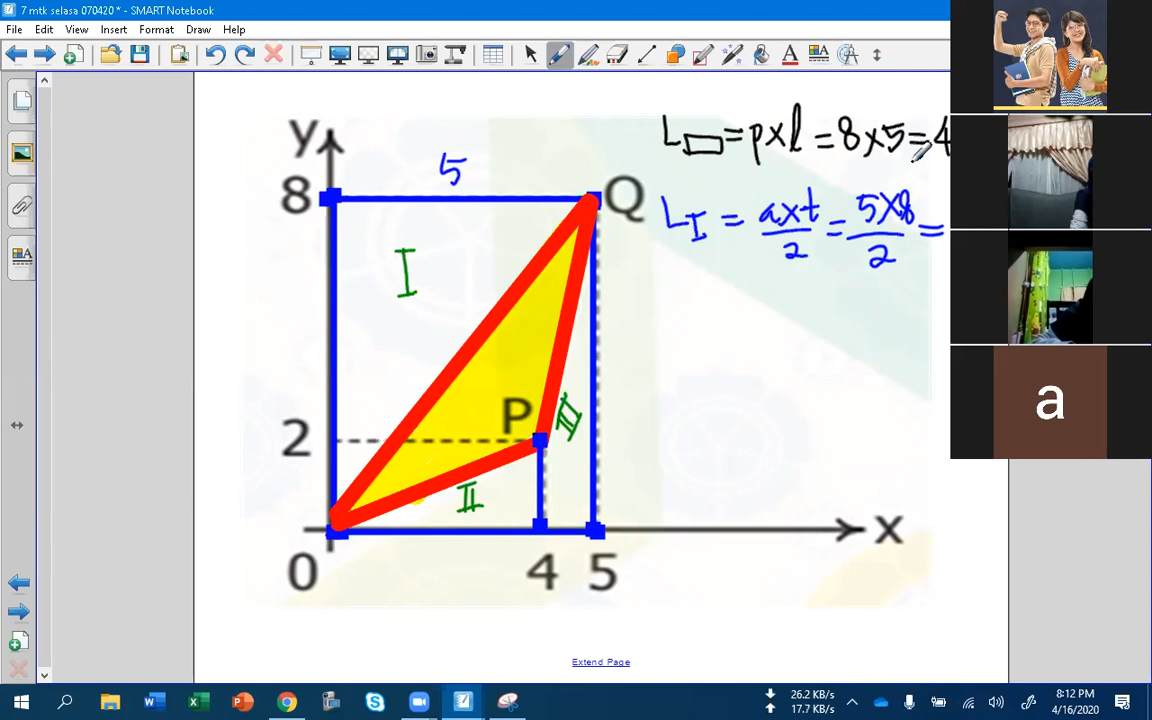 7 mtk selasa 070420 * - SMART Notebook
File Edit View Insert Format Draw Help
y
8
5
Q
I
P
2
II
III
0
4
5
x
L▭ = p x l = 8 x 5 = 4
L I = a x t / 2 = 5 x 8 / 2 =
a
Extend Page
26.2 KB/s
17.7 KB/s
8:12 PM
4/16/2020